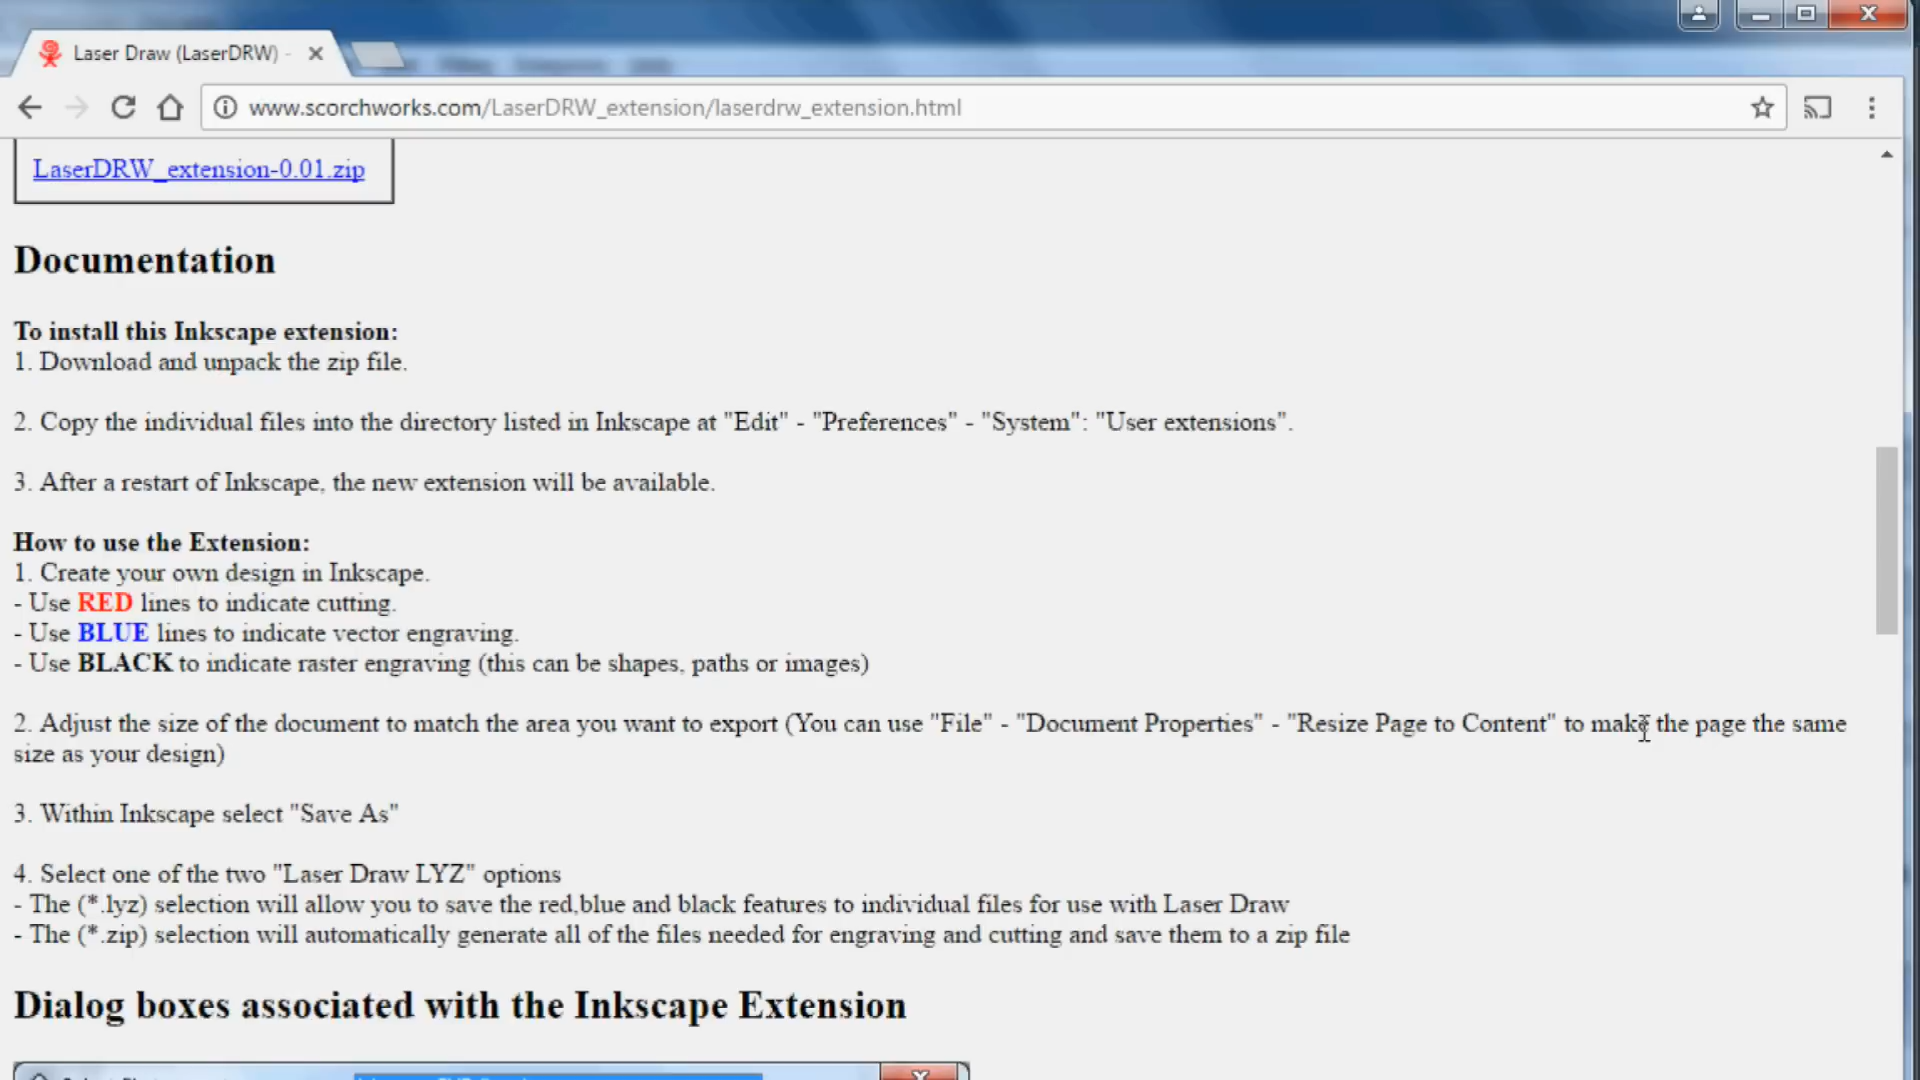 Laser Draw (LaserDRW) -
www.scorchworks.com/LaserDRW_extension/laserdrw_extension.html
LaserDRW_extension-0.01.zip
Documentation
To install this Inkscape extension:
1. Download and unpack the zip file.
2. Copy the individual files into the directory listed in Inkscape at "Edit" - "Preferences" - "System": "User extensions".
3. After a restart of Inkscape, the new extension will be available.
How to use the Extension:
1. Create your own design in Inkscape.
- Use RED lines to indicate cutting.
- Use BLUE lines to indicate vector engraving.
- Use BLACK to indicate raster engraving (this can be shapes, paths or images)
2. Adjust the size of the document to match the area you want to export (You can use "File" - "Document Properties" - "Resize Page to Content" to make the page the same
size as your design)
3. Within Inkscape select "Save As"
4. Select one of the two "Laser Draw LYZ" options
- The (*.lyz) selection will allow you to save the red,blue and black features to individual files for use with Laser Draw
- The (*.zip) selection will automatically generate all of the files needed for engraving and cutting and save them to a zip file
Dialog boxes associated with the Inkscape Extension